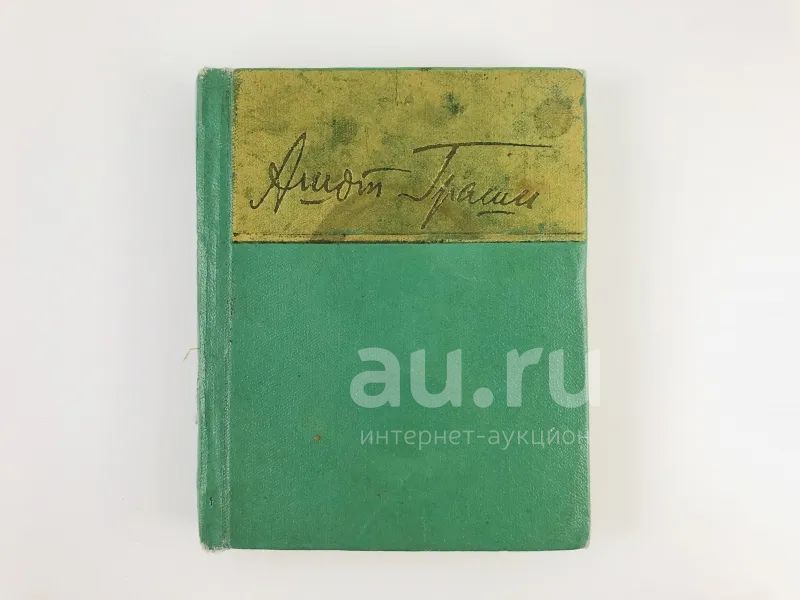 Ашот Граши
au.ru
интернет-аукцион